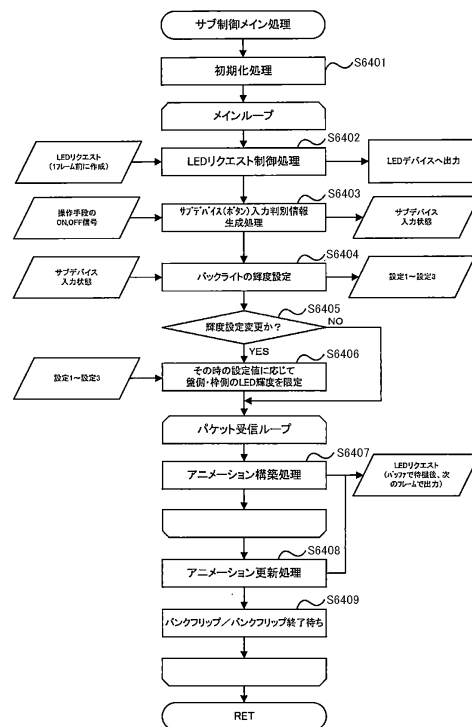 サブ制御メイン処理
S6401
初期化処理
メインループ
S6402
LEDリクエスト
(1フレーム前に作成)
LEDリクエスト制御処理
LEDデバイスへ出力
S6403
操作手段の
ON,OFF信号
サブデバイス(ボタン)入力判別情報
生成処理
サブデバイス
入力状態
S6404
サブデバイス
入力状態
バックライトの輝度設定
設定1~設定3
S6405
輝度設定変更か?
NO
YES
S6406
設定1~設定3
その時の設定値に応じて
盤側・枠側のLED輝度を限定
パケット受信ループ
S6407
アニメーション構築処理
LEDリクエスト
(バッファで待機後、次
のフレームで出力)
S6408
アニメーション更新処理
S6409
バンクフリップ/バンクフリップ終了待ち
RET